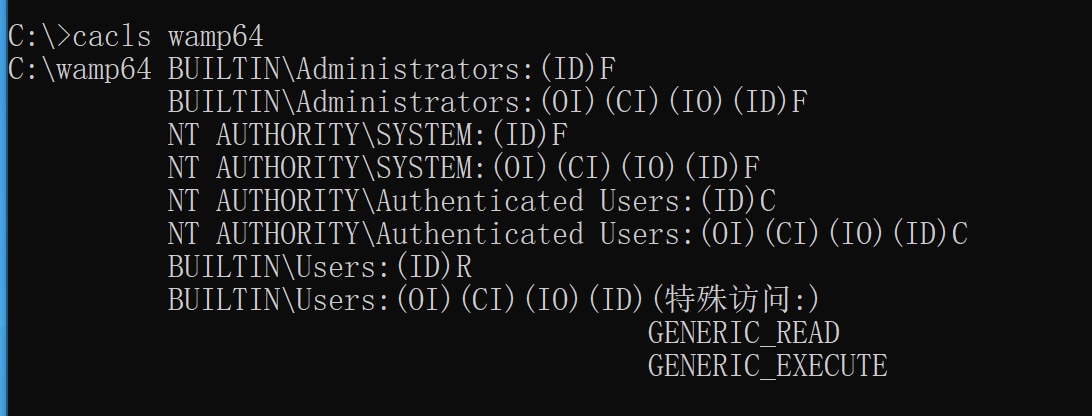 C:\>cacls wamp64
C:\wamp64 BUILTIN\Administrators:(ID)F
BUILTIN\Administrators:(OI)(CI)(IO)(ID)F
NT AUTHORITY\SYSTEM:(ID)F
NT AUTHORITY\SYSTEM:(OI)(CI)(IO)(ID)F
NT AUTHORITY\Authenticated Users:(ID)C
NT AUTHORITY\Authenticated Users:(OI)(CI)(IO)(ID)C
BUILTIN\Users:(ID)R
BUILTIN\Users:(OI)(CI)(IO)(ID)(特殊访问:)
GENERIC_READ
GENERIC_EXECUTE